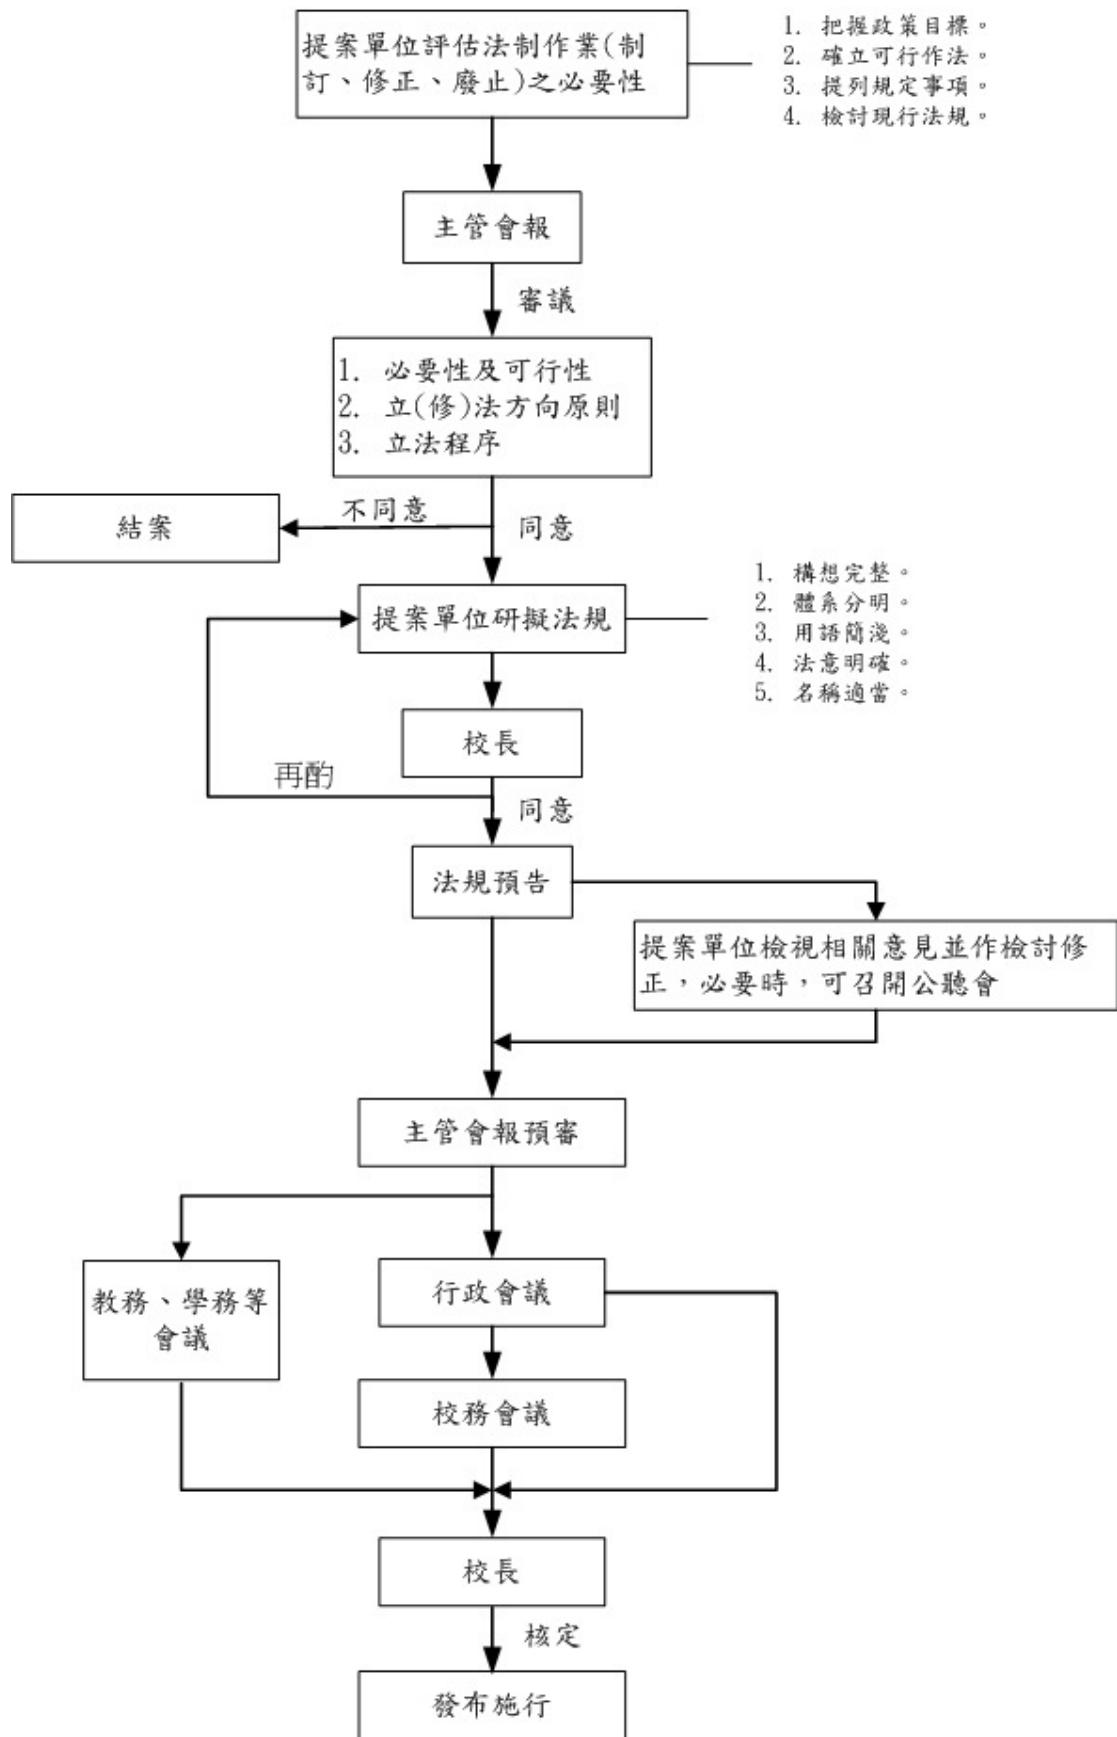 提案單位評估法制作業(制
訂、修正、廢止)之必要性
1. 把握政策目標。
2. 確立可行作法。
3. 提列規定事項。
4. 檢討現行法規。
主管會報
審議
1. 必要性及可行性
2. 立(修)法方向原則
3. 立法程序
不同意
同意
結案
提案單位研擬法規
1. 構想完整。
2. 體系分明。
3. 用語簡淺。
4. 法意明確。
5. 名稱適當。
校長
再酌
同意
法規預告
提案單位檢視相關意見並作檢討修
正，必要時，可召開公聽會
主管會報預審
教務、學務等
會議
行政會議
校務會議
校長
核定
發布施行